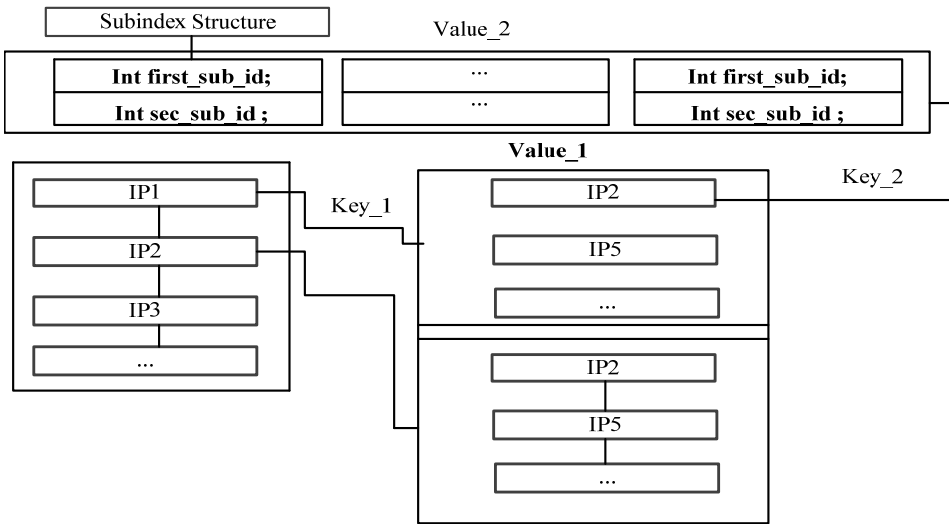 Subindex Structure
Value_2
Int first_sub_id;
...
Int first_sub_id;
Int sec_sub_id ;
...
Int sec_sub_id ;
Value_1
IP1
Key_1
IP2
Key_2
IP2
IP5
IP3
...
...
IP2
IP5
...